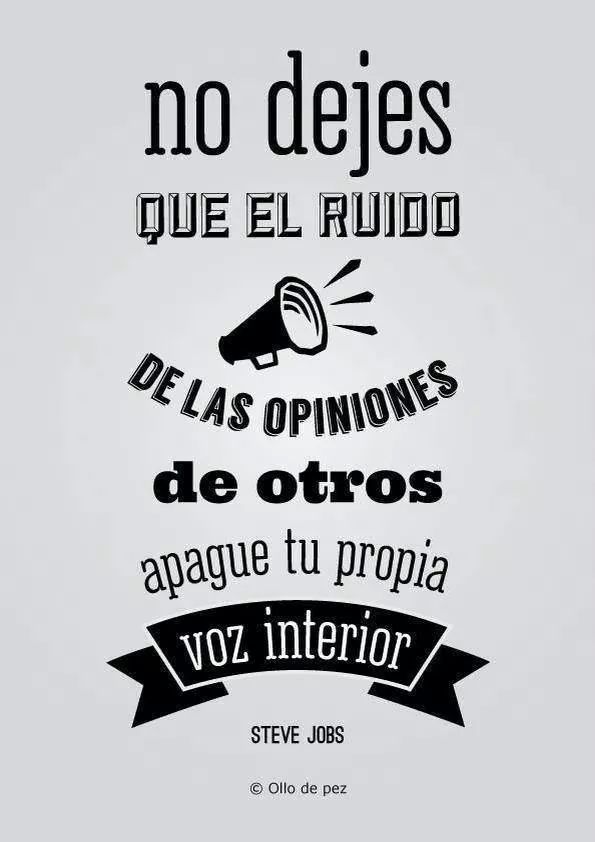 no dejes
QUE EL RUIDO
DE LAS OPINIONES
de otros
apague tu propia
voz interior
STEVE JOBS
© Ollo de pez